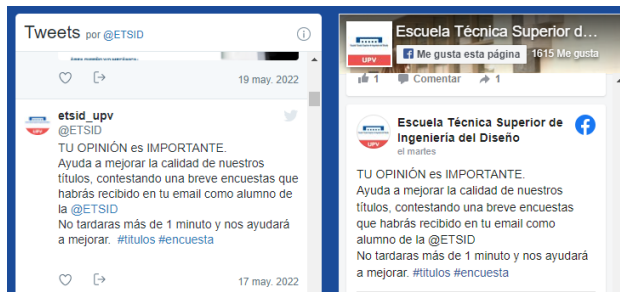 Tweets por @ETSID
19 may. 2022
etsid_upv
@ETSID
TU OPINIÓN es IMPORTANTE.
Ayuda a mejorar la calidad de nuestros
títulos, contestando una breve encuestas que
habrás recibido en tu email como alumno de
la @ETSID
No tardaras más de 1 minuto y nos ayudará
a mejorar. #titulos #encuesta
17 may. 2022
Escuela Técnica Superior d...
Me gusta esta página 1615 Me gusta
UPV
1 Comentar 1
Escuela Técnica Superior de
Ingeniería del Diseño
el martes
UPV
TU OPINIÓN es IMPORTANTE.
Ayuda a mejorar la calidad de nuestros
títulos, contestando una breve encuestas
que habrás recibido en tu email como
alumno de la @ETSID
No tardaras más de 1 minuto y nos ayudará
a mejorar. #titulos #encuesta